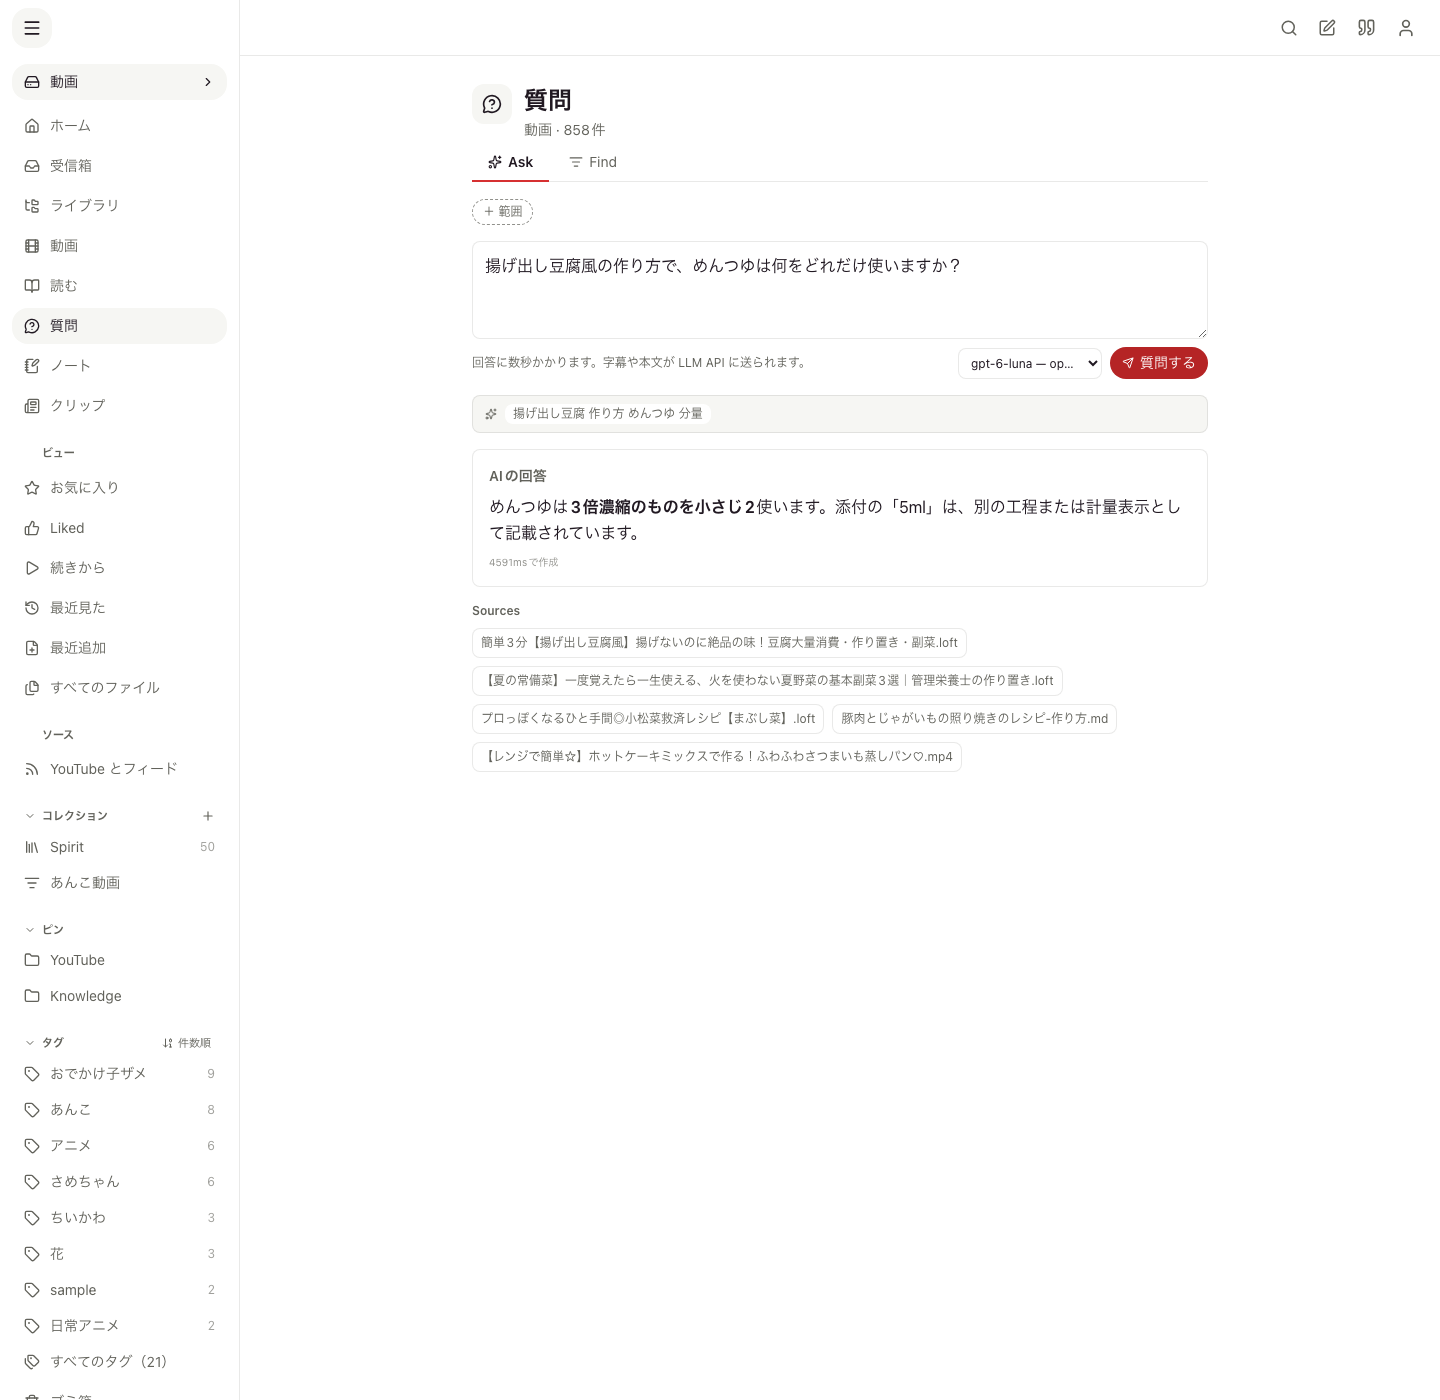 動画
ホーム
受信箱
ライブラリ
動画
読む
質問
ノート
クリップ
ビュー
お気に入り
Liked
続きから
最近見た
最近追加
すべてのファイル
ソース
YouTube とフィード
コレクション
Spirit 50
あんこ動画
ピン
YouTube
Knowledge
タグ 件数順
おでかけ子ザメ 9
あんこ 8
アニメ 6
さめちゃん 6
ちいかわ 3
花 3
sample 2
日常アニメ 2
すべてのタグ（21）
質問
動画 · 858件
Ask Find
＋ 範囲
揚げ出し豆腐風の作り方で、めんつゆは何をどれだけ使いますか？
回答に数秒かかります。字幕や本文が LLM API に送られます。 gpt-6-luna — op... 質問する
揚げ出し豆腐 作り方 めんつゆ 分量
AIの回答
めんつゆは3倍濃縮のものを小さじ2使います。添付の「5ml」は、別の工程または計量表示とし
て記載されています。
4591msで作成
Sources
簡単3分【揚げ出し豆腐風】揚げないのに絶品の味！豆腐大量消費・作り置き・副菜.loft
【夏の常備菜】一度覚えたら一生使える、火を使わない夏野菜の基本副菜3選｜管理栄養士の作り置き.loft
プロっぽくなるひと手間◎小松菜救済レシピ【まぶし菜】.loft 豚肉とじゃがいもの照り焼きのレシピ-作り方.md
【レンジで簡単☆】ホットケーキミックスで作る！ふわふわさつまいも蒸しパン♡.mp4